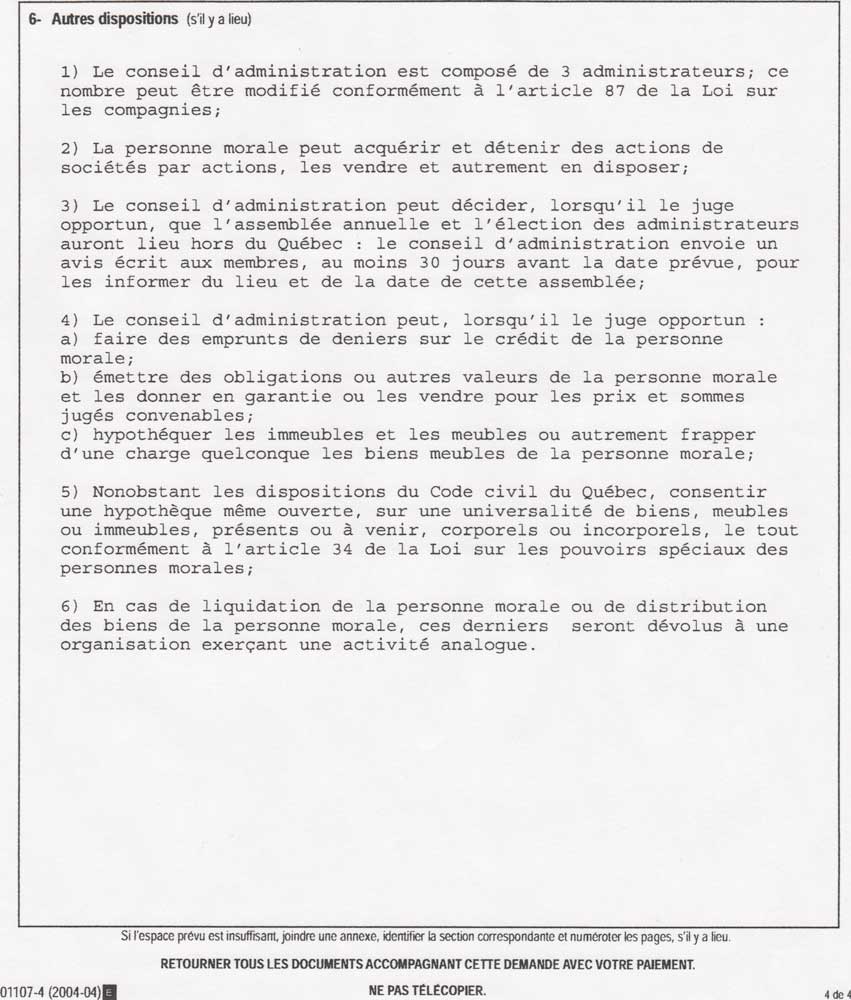 6- Autres dispositions (s'il y a lieu)
1) Le conseil d'administration est composé de 3 administrateurs; ce
nombre peut être modifié conformément à l'article 87 de la Loi sur
les compagnies;
2) La personne morale peut acquérir et détenir des actions de
sociétés par actions, les vendre et autrement en disposer;
3) Le conseil d'administration peut décider, lorsqu'il le juge
opportun, que l'assemblée annuelle et l'élection des administrateurs
auront lieu hors du Québec : le conseil d'administration envoie un
avis écrit aux membres, au moins 30 jours avant la date prévue, pour
les informer du lieu et de la date de cette assemblée;
4) Le conseil d'administration peut, lorsqu'il le juge opportun :
a) faire des emprunts de deniers sur le crédit de la personne
morale;
b) émettre des obligations ou autres valeurs de la personne morale
et les donner en garantie ou les vendre pour les prix et sommes
jugés convenables;
c) hypothéquer les immeubles et les meubles ou autrement frapper
d'une charge quelconque les biens meubles de la personne morale;
5) Nonobstant les dispositions du Code civil du Québec, consentir
une hypothèque même ouverte, sur une universalité de biens, meubles
ou immeubles, présents ou à venir, corporels ou incorporels, le tout
conformément à l'article 34 de la Loi sur les pouvoirs spéciaux des
personnes morales;
6) En cas de liquidation de la personne morale ou de distribution
des biens de la personne morale, ces derniers seront dévolus à une
organisation exerçant une activité analogue.
Si l'espace prévu est insuffisant, joindre une annexe, identifier la section correspondante et numéroter les pages, s'il y a lieu.
RETOURNER TOUS LES DOCUMENTS ACCOMPAGNANT CETTE DEMANDE AVEC VOTRE PAIEMENT.
01107-4 (2004-04) E
NE PAS TÉLÉCOPIER.
4 de 4